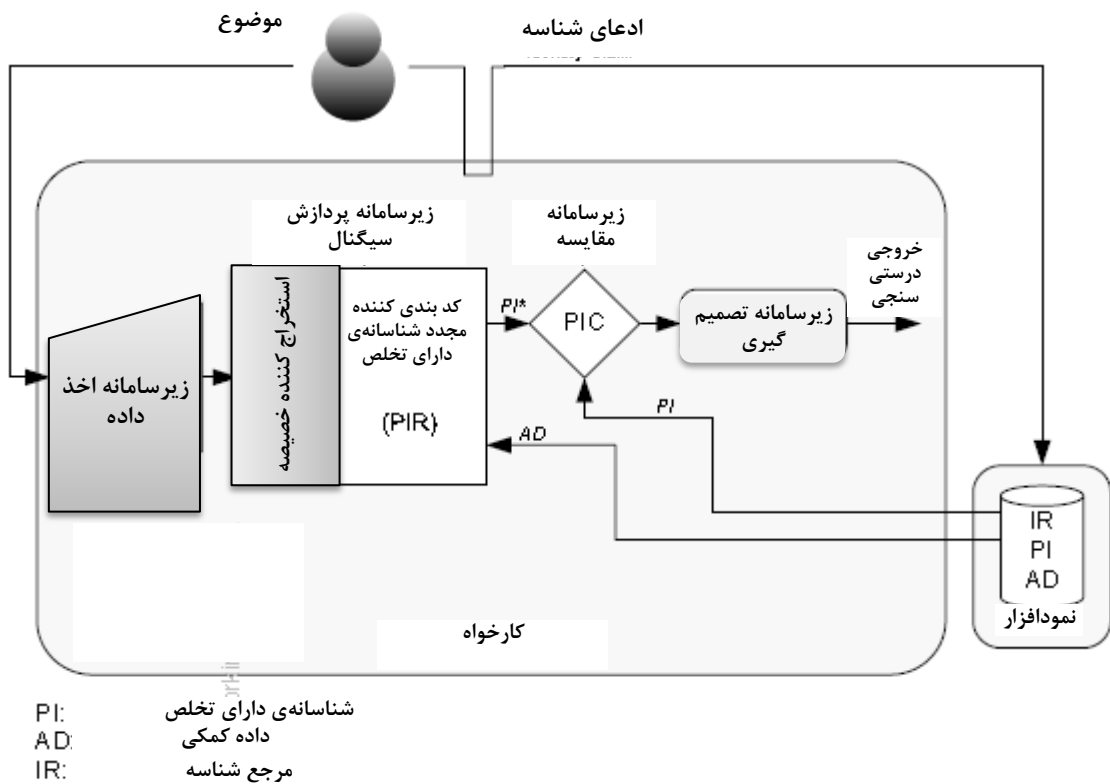 موضوع
ادعای شناسه
زیرسامانه پردازش
سیگنال
زیرسامانه
مقایسه
خروجی
درستی
سنجی
زیرسامانه اخذ
داده
استخراج کننده خصیصه
کد بندی کننده
مجدد شناسانه‌ی
دارای تخلص
(PIR)
PI*
PIC
زیرسامانه تصمیم
گیری
PI
AD
IR
PI
AD
نمودافزار
کارخواه
PI: شناسانه‌ی دارای تخلص
AD: داده کمکی
IR: مرجع شناسه